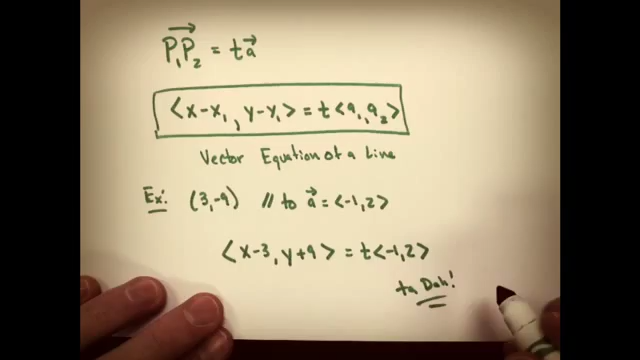 P₁P₂ = ta
<x-x₁, y-y₁> = t<a₁, a₂>
Vector Equation of a Line
Ex: (3,-9) // to a = <-1,2>
<x-3, y+9> = t<-1,2>
ta Dah!